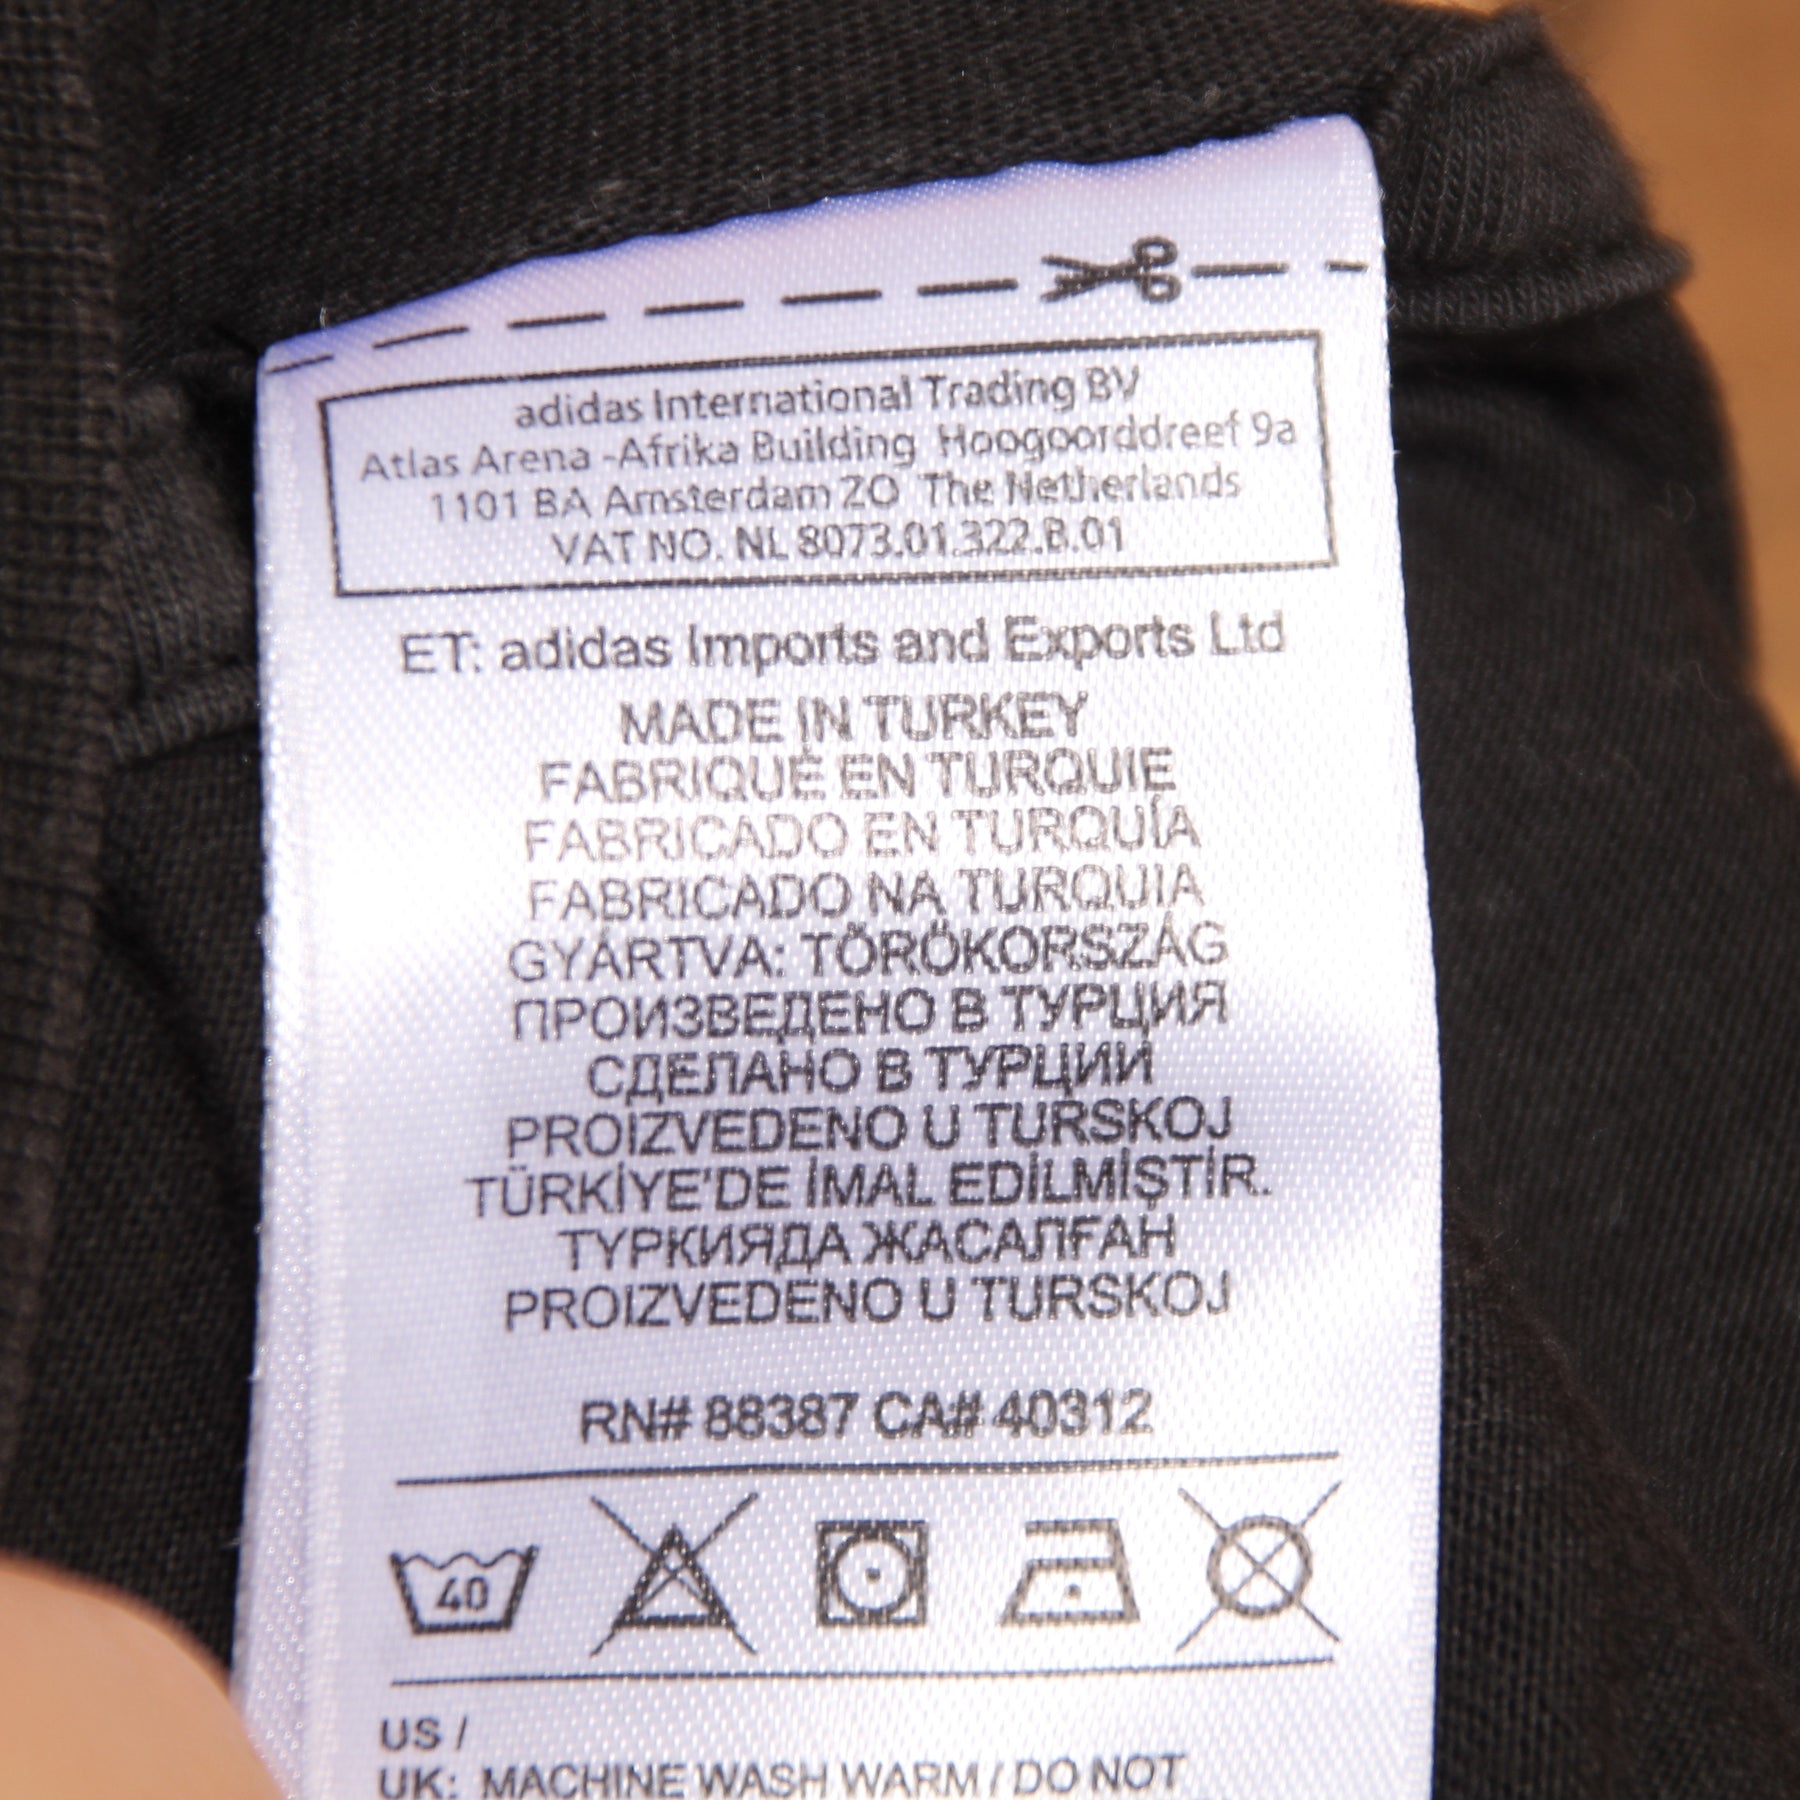 adidas International Trading BV
Atlas Arena -Afrika Building Hoogoorddreef 9a
1101 BA Amsterdam ZO The Netherlands
VAT NO. NL 8073.01.322.B.01
ET: adidas Imports and Exports Ltd
MADE IN TURKEY
FABRIQUÉ EN TURQUIE
FABRICADO EN TURQUÍA
FABRICADO NA TURQUIA
GYÁRTVA: TÖRÖKORSZÁG
ПРОИЗВЕДЕНО В ТУРЦИЯ
СДЕЛАНО В ТУРЦИИ
PROIZVEDENO U TURSKOJ
TÜRKİYE'DE İMAL EDİLMİŞTİR.
ТУРКИЯДА ЖАСАЛҒАН
PROIZVEDENO U TURSKOJ
RN# 88387 CA# 40312
40
US /
UK: MACHINE WASH WARM / DO NOT